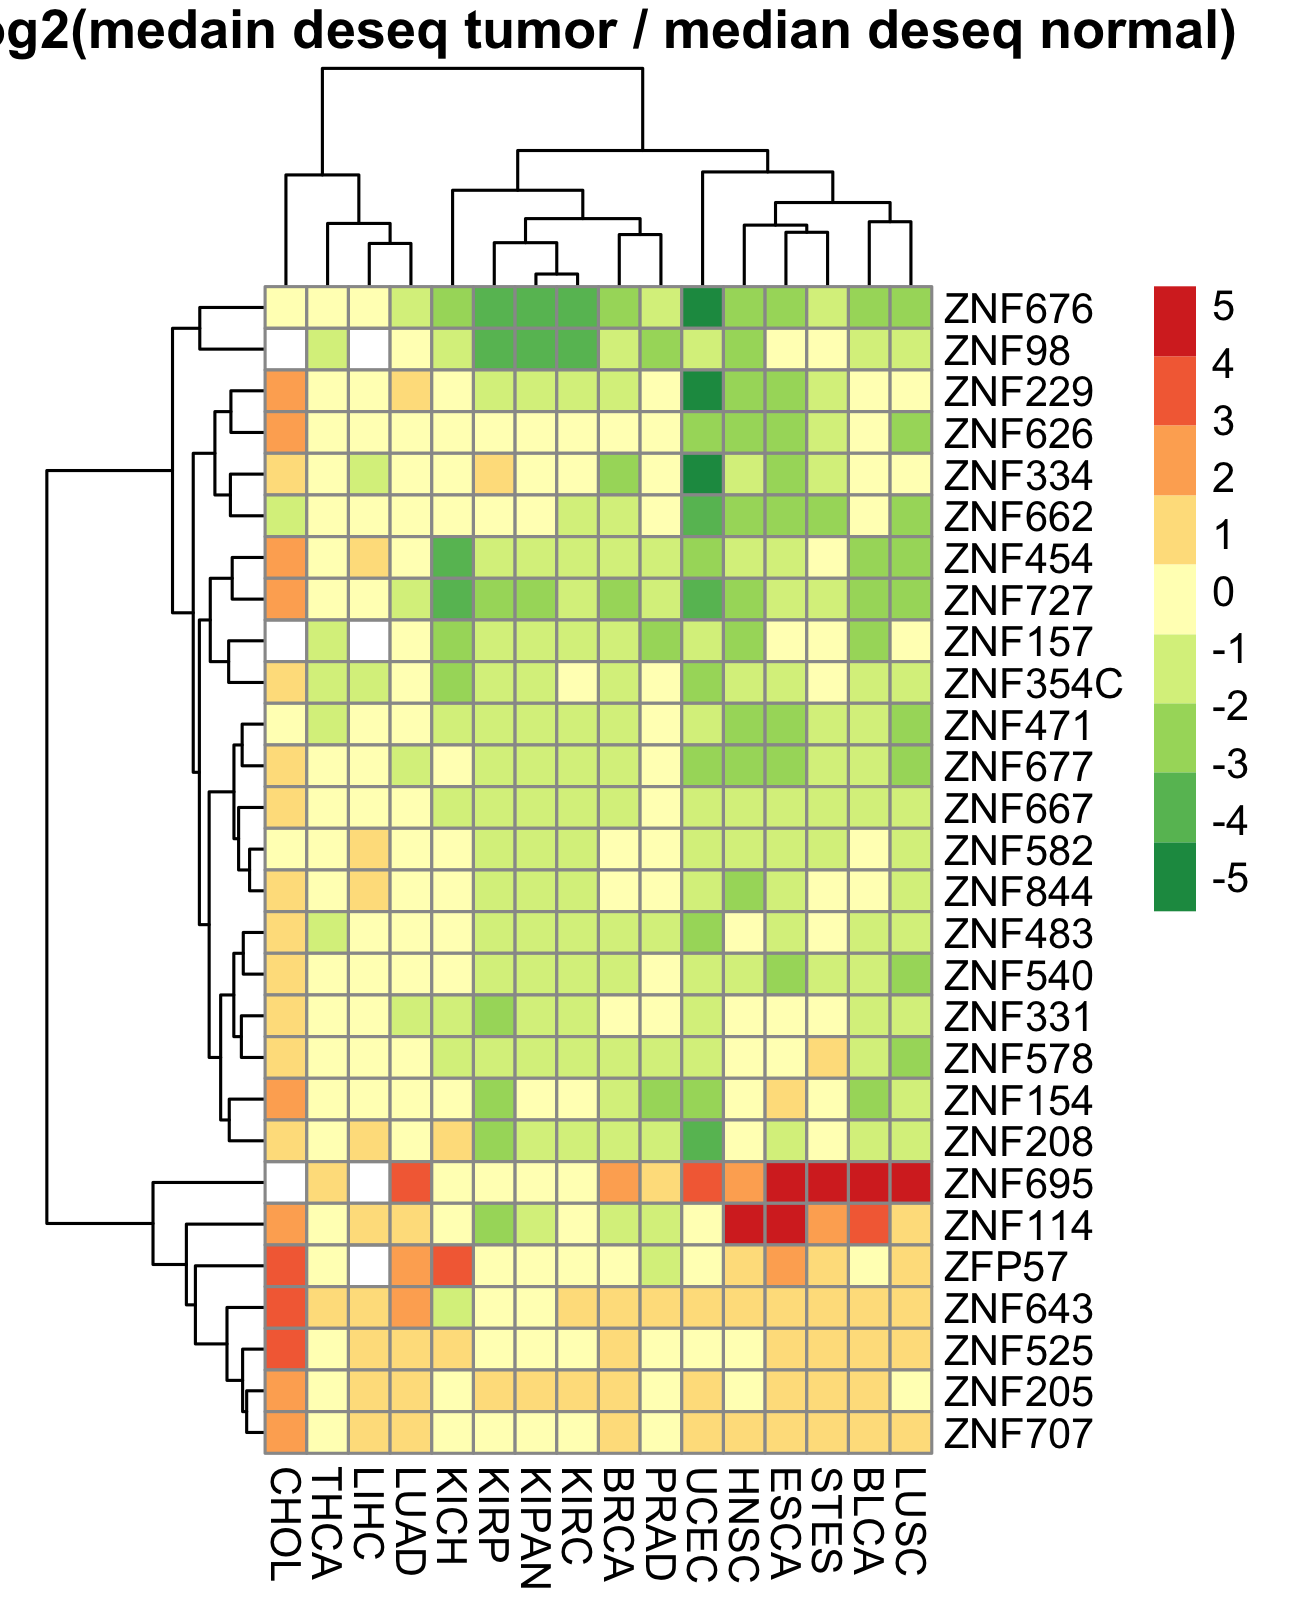 og2(medain deseq tumor / median deseq normal)
ZNF676
ZNF98
ZNF229
ZNF626
ZNF334
ZNF662
ZNF454
ZNF727
ZNF157
ZNF354C
ZNF471
ZNF677
ZNF667
ZNF582
ZNF844
ZNF483
ZNF540
ZNF331
ZNF578
ZNF154
ZNF208
ZNF695
ZNF114
ZFP57
ZNF643
ZNF525
ZNF205
ZNF707
5
4
3
2
1
0
-1
-2
-3
-4
-5
CHOL
THCA
LIHC
LUAD
KICH
KIRP
KIPAN
KIRC
BRCA
PRAD
UCEC
HNSC
ESCA
STES
BLCA
LUSC